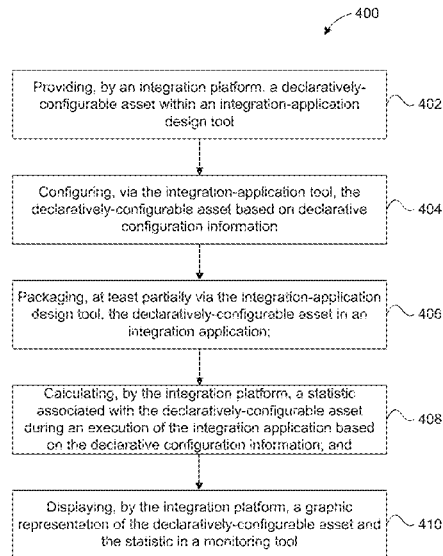 400
Providing, by an integration platform, a declaratively-
configurable asset within an integration-application
design tool
402
Configuring, via the integration-application tool, the
declaratively-configurable asset based on declarative
configuration information
404
Packaging, at least partially via the integration-application
design tool, the declaratively-configurable asset in an
integration application;
406
Calculating, by the integration platform, a statistic
associated with the declaratively-configurable asset
during an execution of the integration application based
on the declarative configuration information; and
408
Displaying, by the integration platform, a graphic
representation of the declaratively-configurable asset and
the statistic in a monitoring tool
410